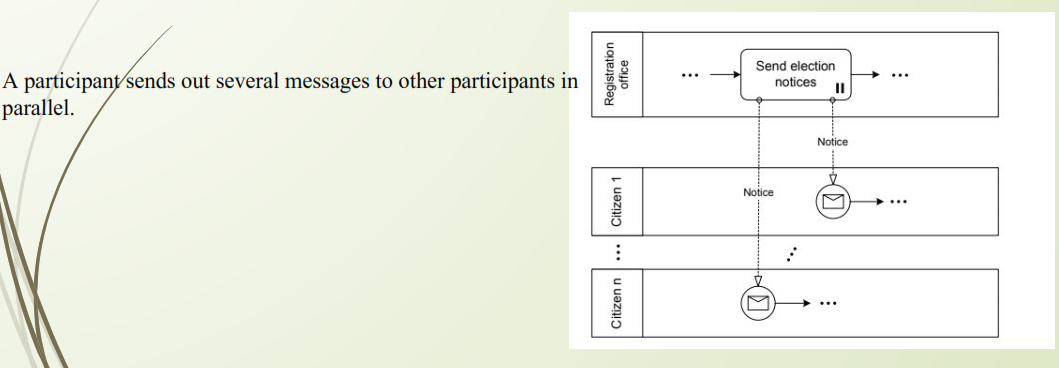 A participant sends out several messages to other participants in
parallel.
Registration
office
...
Send election
notices
...
Notice
Citizen 1
Notice
...
...
Citizen n
...